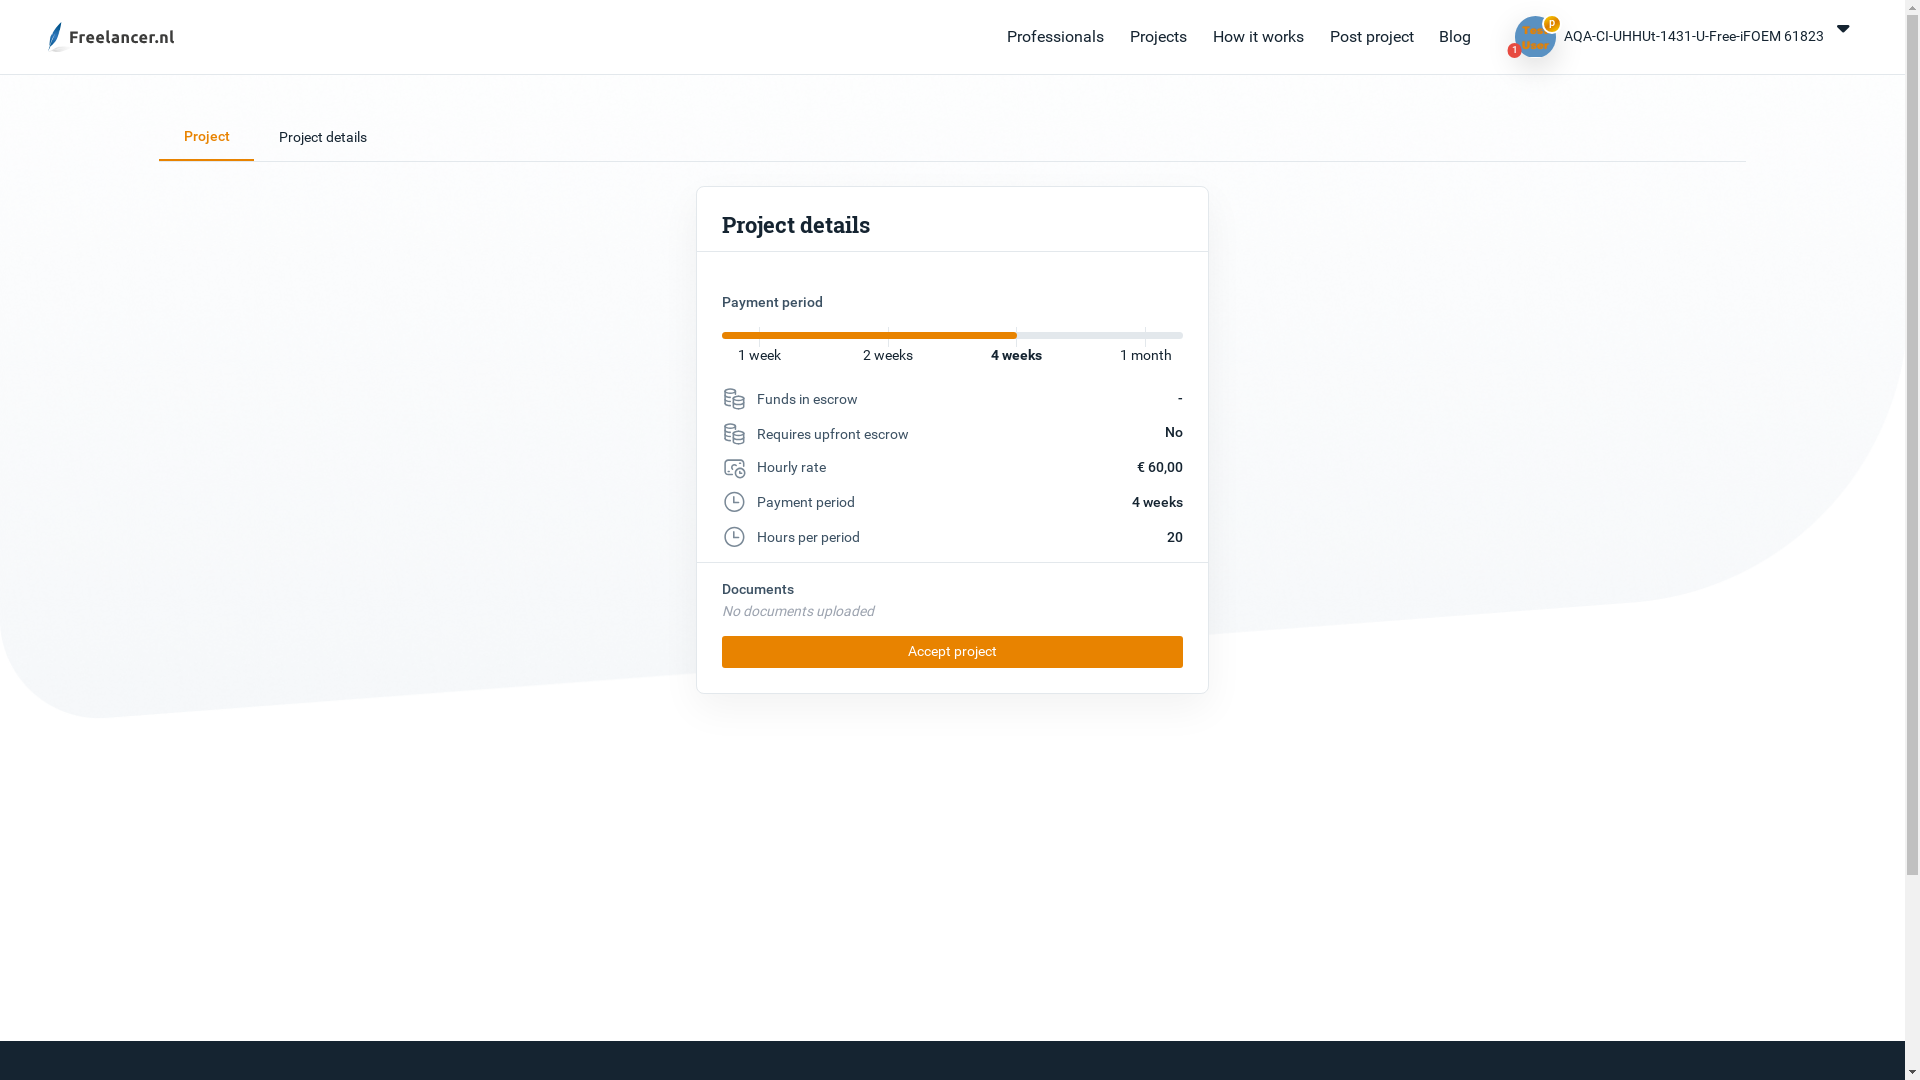 Freelancer.nl
Professionals
Projects
How it works
Post project
Blog
p
1
User
AQA-CI-UHHUt-1431-U-Free-iFOEM 61823
Project
Project details
Project details
Payment period
1 week
2 weeks
4 weeks
1 month
Funds in escrow
-
Requires upfront escrow
No
Hourly rate
€ 60,00
Payment period
4 weeks
Hours per period
20
Documents
No documents uploaded
Accept project